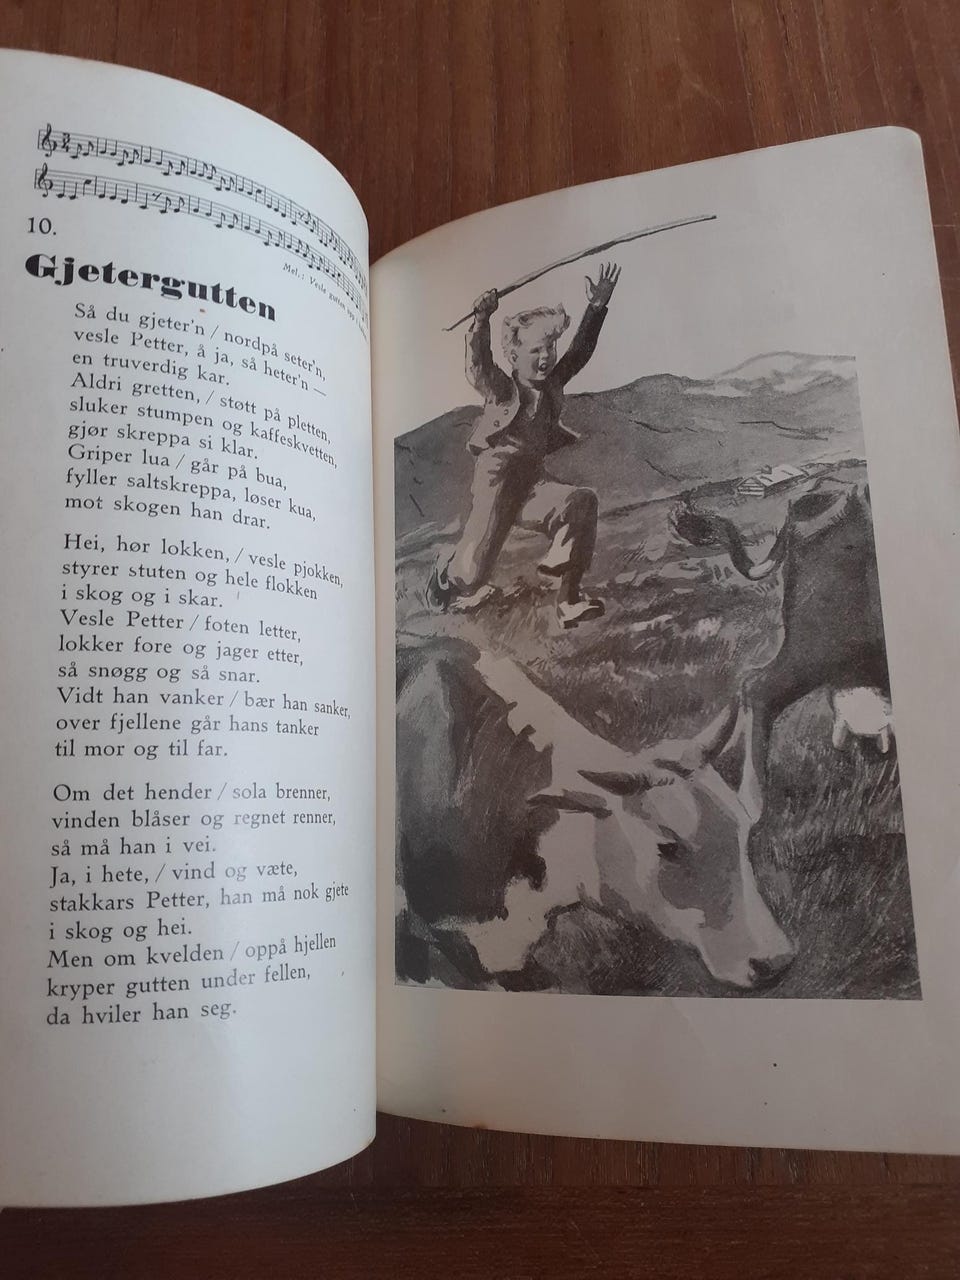 10.
Mel.: Vesle gutten
Gjetergutten
Så du gjeter'n / nordpå seter'n,
vesle Petter, å ja, så heter'n —
en truverdig kar.
Aldri gretten, / støtt på pletten,
sluker stumpen og kaffeskvetten,
gjør skreppa si klar.
Griper lua / går på bua,
fyller saltskreppa, løser kua,
mot skogen han drar.
Hei, hør lokken, / vesle pjokken,
styrer stuten og hele flokken
i skog og i skar.
Vesle Petter / foten letter,
lokker fore og jager etter,
så snøgg og så snar.
Vidt han vanker / bær han sanker,
over fjellene går hans tanker
til mor og til far.
Om det hender / sola brenner,
vinden blåser og regnet renner,
så må han i vei.
Ja, i hete, / vind og væte,
stakkars Petter, han må nok gjete
i skog og hei.
Men om kvelden / oppå hjellen
kryper gutten under fellen,
da hviler han seg.